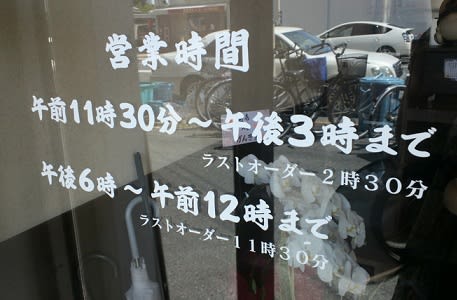 営業時間
午前11時30分〜午後3時まで
ラストオーダー2時30分
午後6時〜午前12時まで
ラストオーダー11時30分